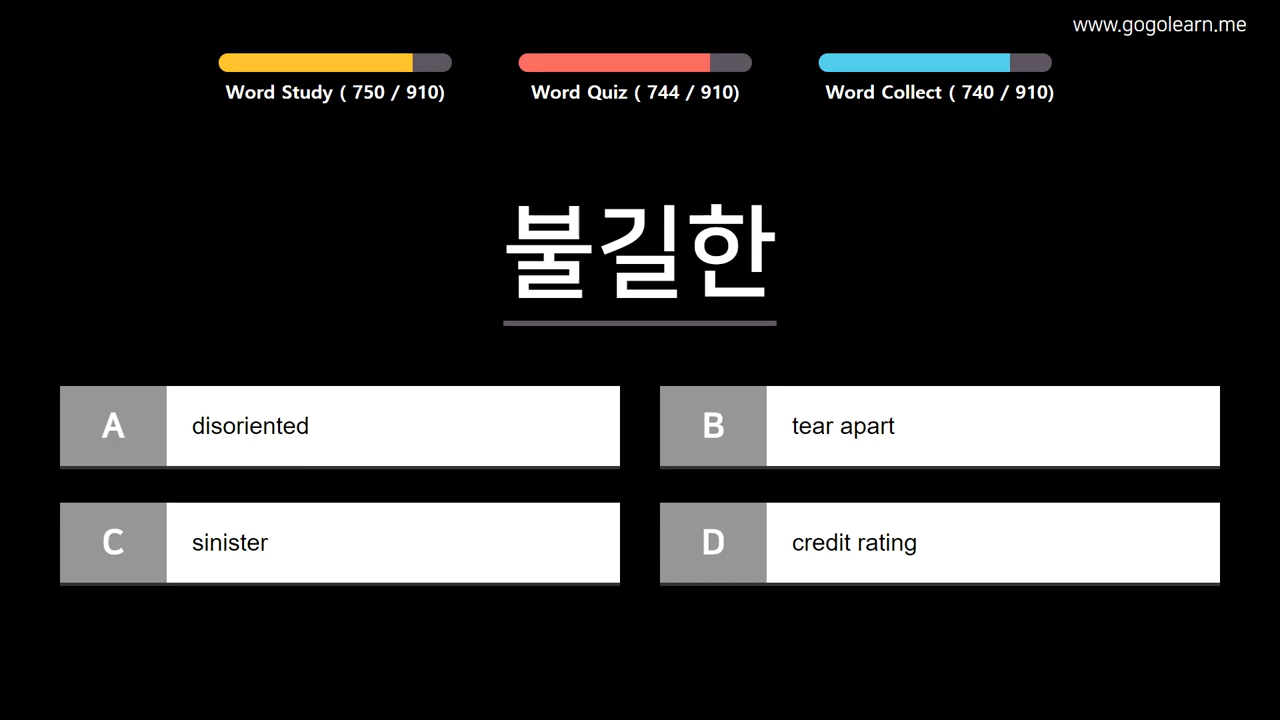 www.gogolearn.me
Word Study ( 750 / 910)
Word Quiz ( 744 / 910)
Word Collect ( 740 / 910)
불길한
A disoriented
B tear apart
C sinister
D credit rating